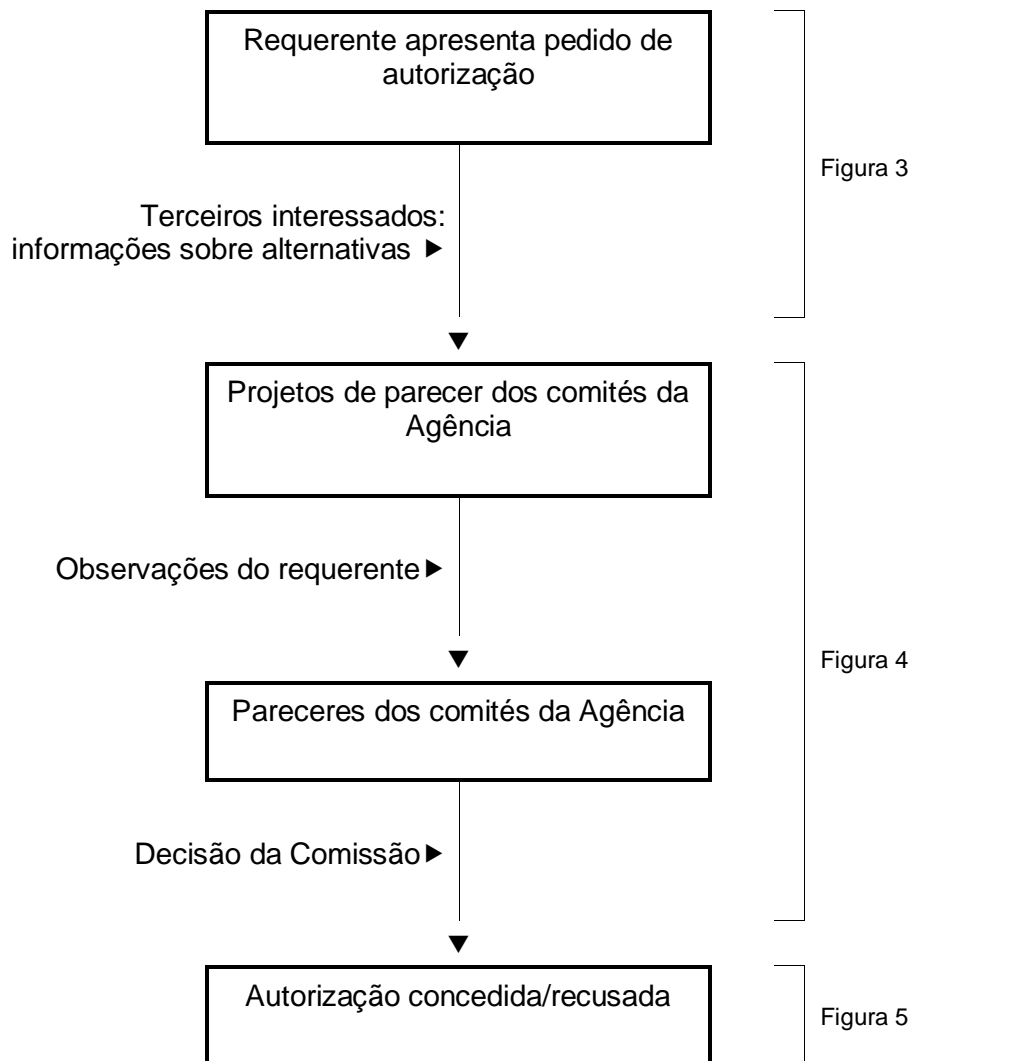 Requerente apresenta pedido de
autorização
Figura 3
Terceiros interessados:
informações sobre alternativas
Projetos de parecer dos comités da
Agência
Observações do requerente
Figura 4
Pareceres dos comités da Agência
Decisão da Comissão
Autorização concedida/recusada
Figura 5